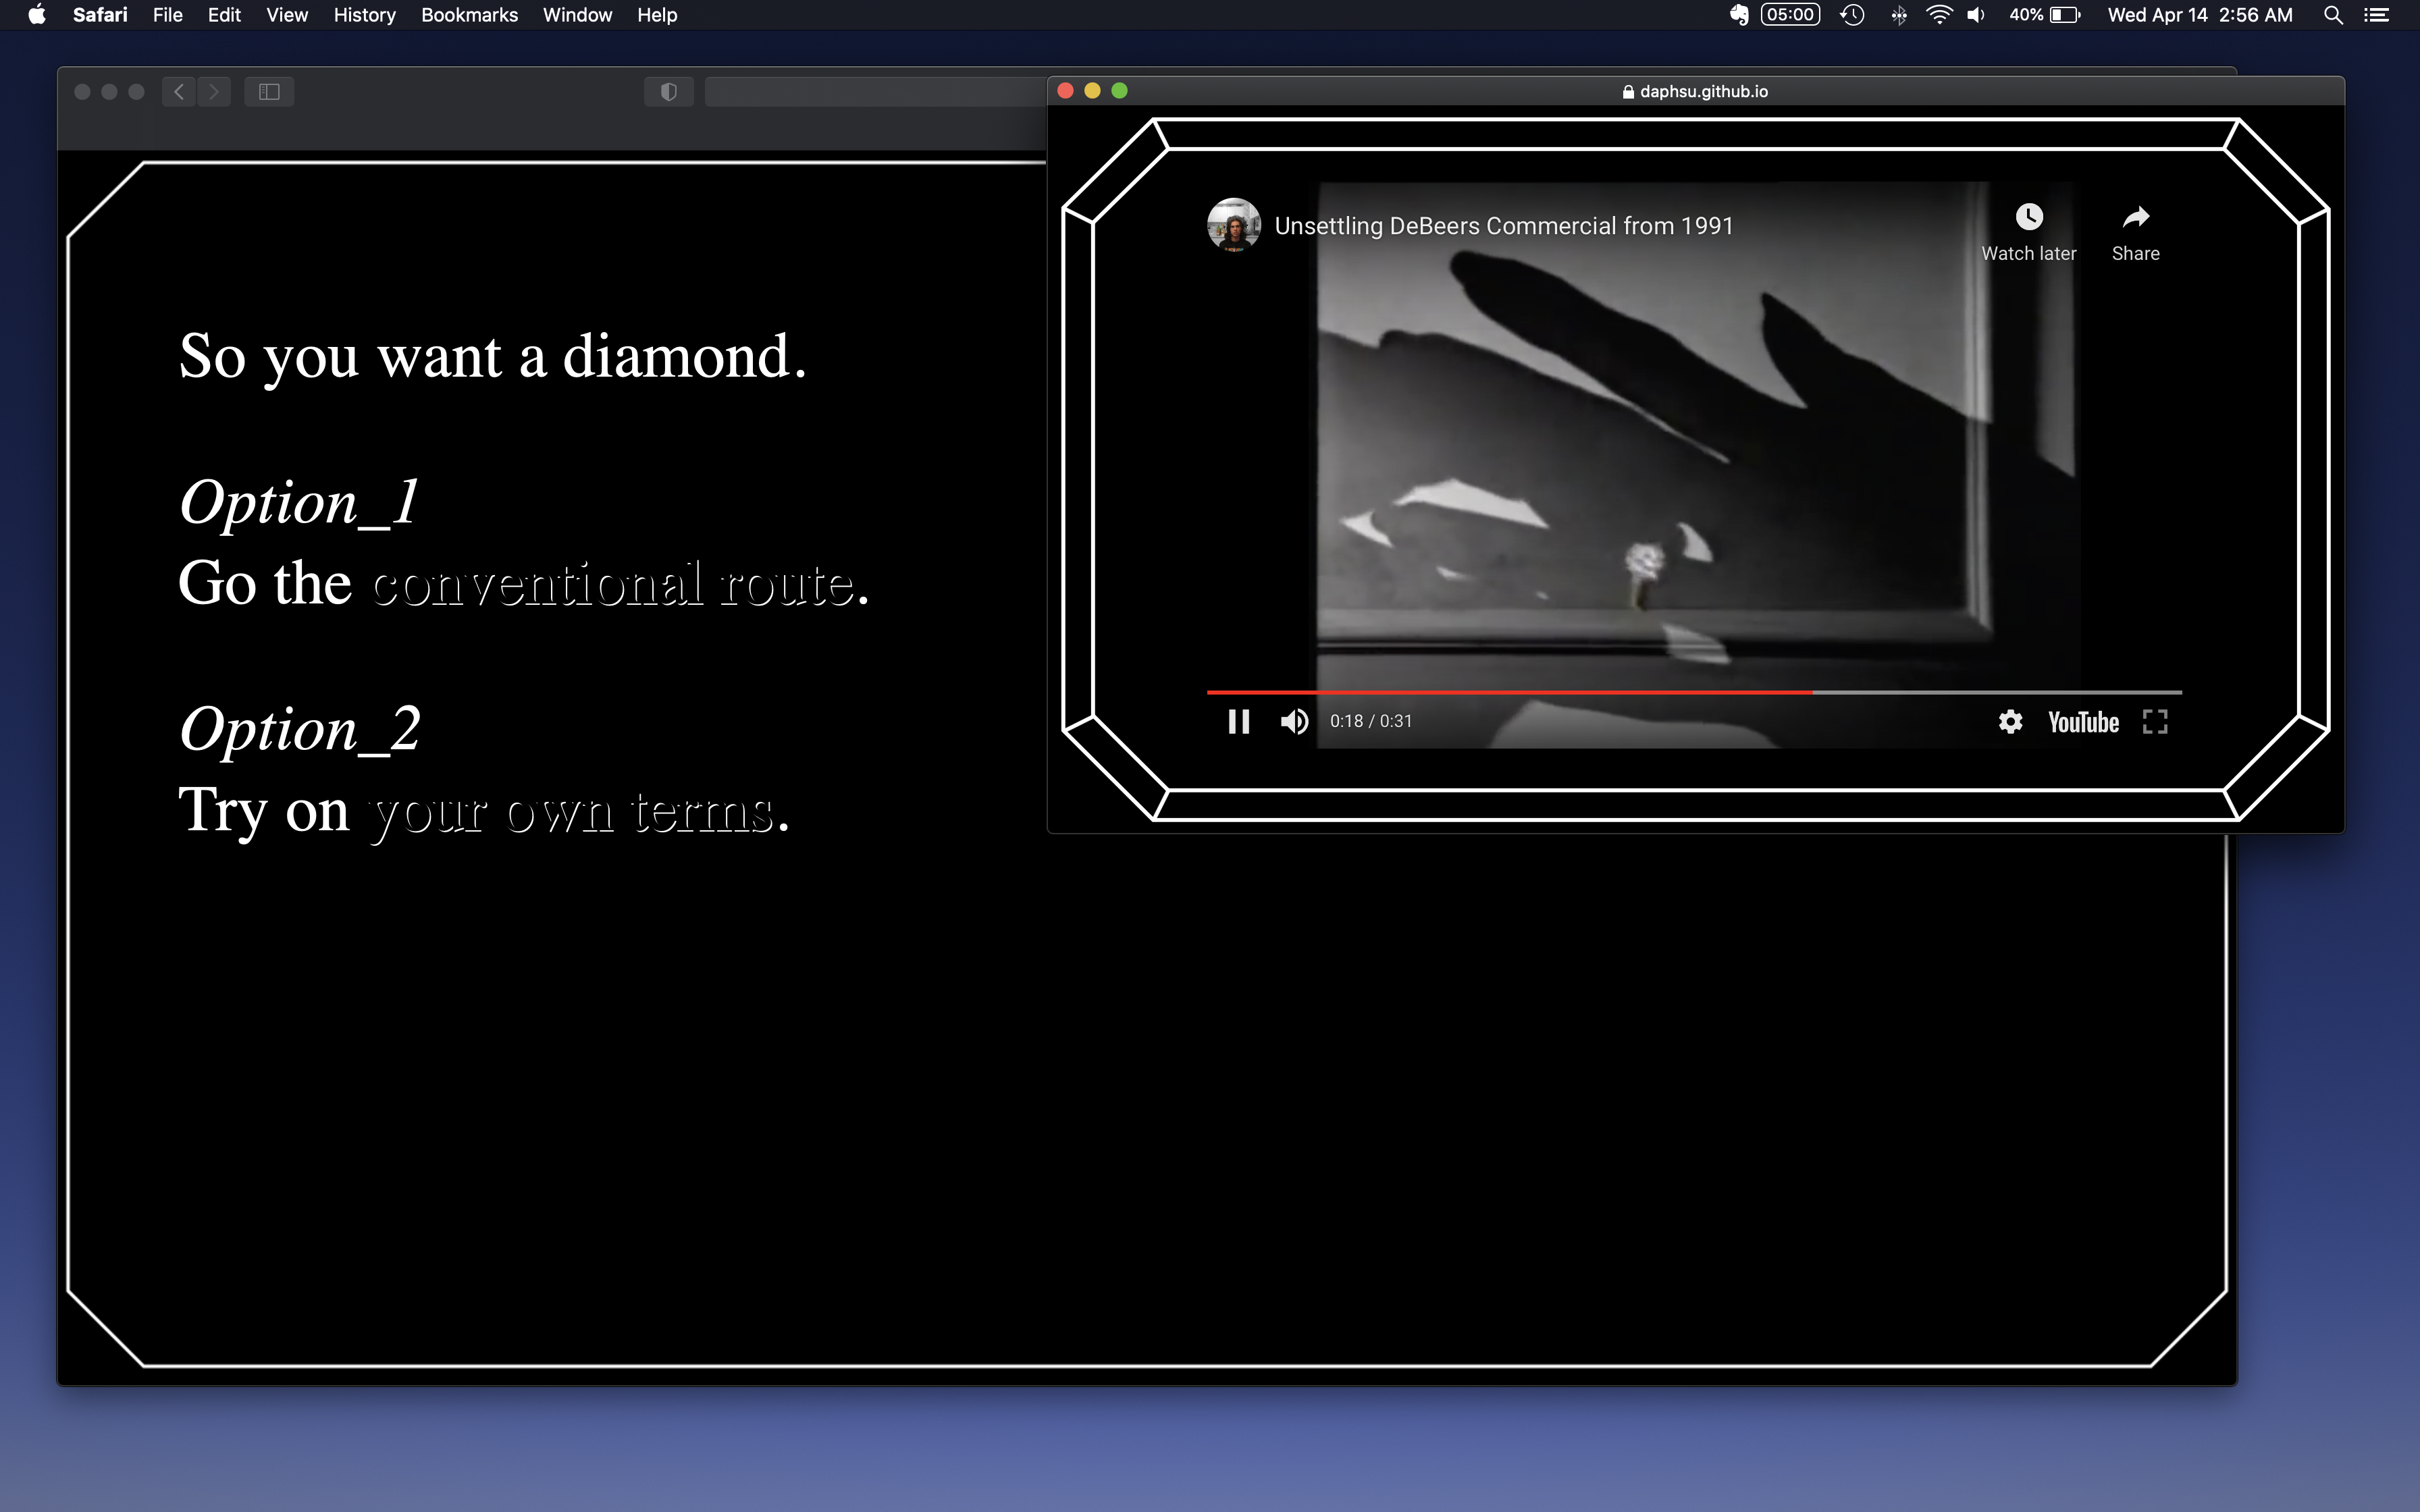 Safari File Edit View History Bookmarks Window Help 05:00 40% Wed Apr 14 2:56 AM
daphsu.github.io
So you want a diamond.
Option_1
Go the conventional route.
Option_2
Try on your own terms.
Unsettling DeBeers Commercial from 1991
Watch later Share
0:18 / 0:31 YouTube